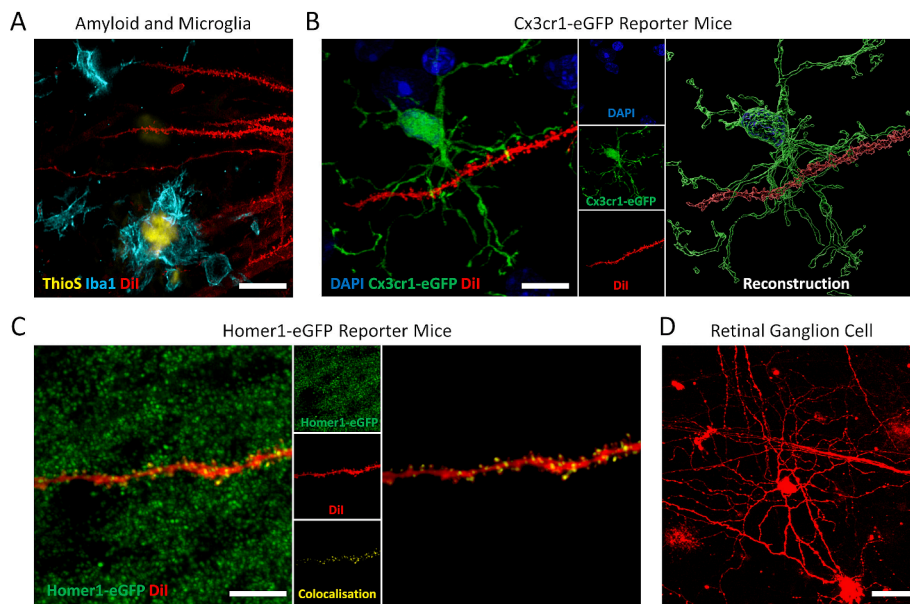 A
Amyloid and Microglia
ThioS Iba1 DiI
B
Cx3cr1-eGFP Reporter Mice
DAPI Cx3cr1-eGFP DiI
DAPI
Cx3cr1-eGFP
DiI
Reconstruction
C
Homer1-eGFP Reporter Mice
Homer1-eGFP DiI
Homer1-eGFP
DiI
Colocalisation
D
Retinal Ganglion Cell